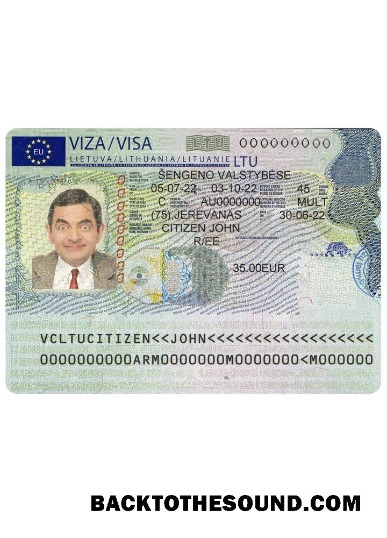 EU
VIZA/VISA
LIETUVA/LITHUANIA/LITUANIE LTU
000000000
ŠENGENO VALSTYBĖSE
05-07-22 03-10-22 45
C AU0000000 MULT
(75) JEREVANAS 30-06-22
CITIZEN JOHN
R/EE
35.00EUR
VCLTUCITIZEN<<JOHN<<<<<<<<<<<<<<<<<<
0000000000ARM0000000M0000000<M000000
BACKTOTHESOUND.COM